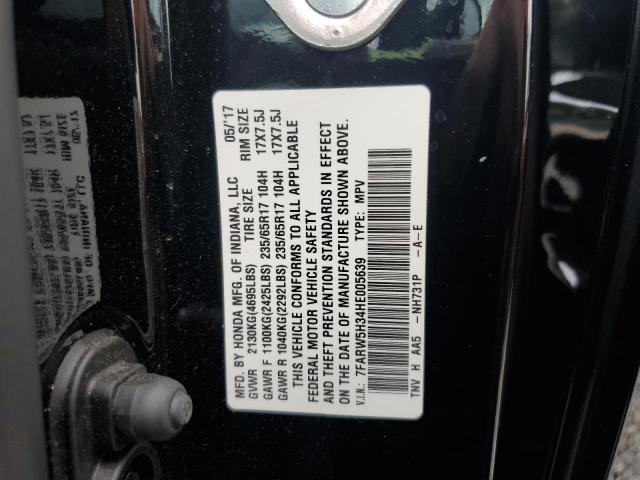 MFD. BY HONDA MFG. OF INDIANA, LLC 05/'17
GVWR 2130KG(4695LBS) TIRE SIZE RIM SIZE
GAWR F 1100KG(2425LBS) 235/65R17 104H 17X7.5J
GAWR R 1040KG(2292LBS) 235/65R17 104H 17X7.5J
THIS VEHICLE CONFORMS TO ALL APPLICABLE
FEDERAL MOTOR VEHICLE SAFETY
AND THEFT PREVENTION STANDARDS IN EFFECT
ON THE DATE OF MANUFACTURE SHOWN ABOVE.
V.I.N.: 7FARW5H34HE005639 TYPE: MPV
TNV H AA5 -NH731P -A-E